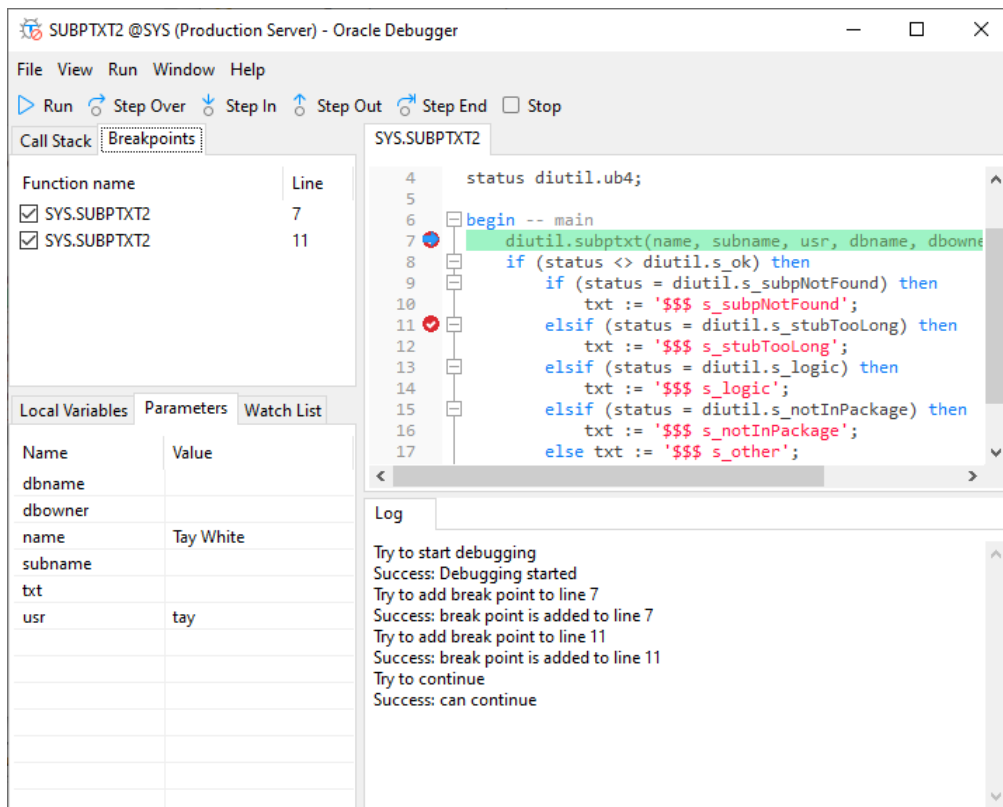 SUBPTXT2 @SYS (Production Server) - Oracle Debugger
File View Run Window Help
Run Step Over Step In Step Out Step End Stop
Call Stack Breakpoints
Function name Line
SYS.SUBPTXT2 7
SYS.SUBPTXT2 11
SYS.SUBPTXT2
4 status diutil.ub4;
5
6 begin -- main
7 diutil.subptxt(name, subname, usr, dbname, dbowne
8 if (status <> diutil.s_ok) then
9 if (status = diutil.s_subpNotFound) then
10 txt := '$$$ s_subpNotFound';
11 elsif (status = diutil.s_stubTooLong) then
12 txt := '$$$ s_stubTooLong';
13 elsif (status = diutil.s_logic) then
14 txt := '$$$ s_logic';
15 elsif (status = diutil.s_notInPackage) then
16 txt := '$$$ s_notInPackage';
17 else txt := '$$$ s_other';
Local Variables Parameters Watch List
Name Value
dbname
dbowner
name Tay White
subname
txt
usr tay
Log
Try to start debugging
Success: Debugging started
Try to add break point to line 7
Success: break point is added to line 7
Try to add break point to line 11
Success: break point is added to line 11
Try to continue
Success: can continue